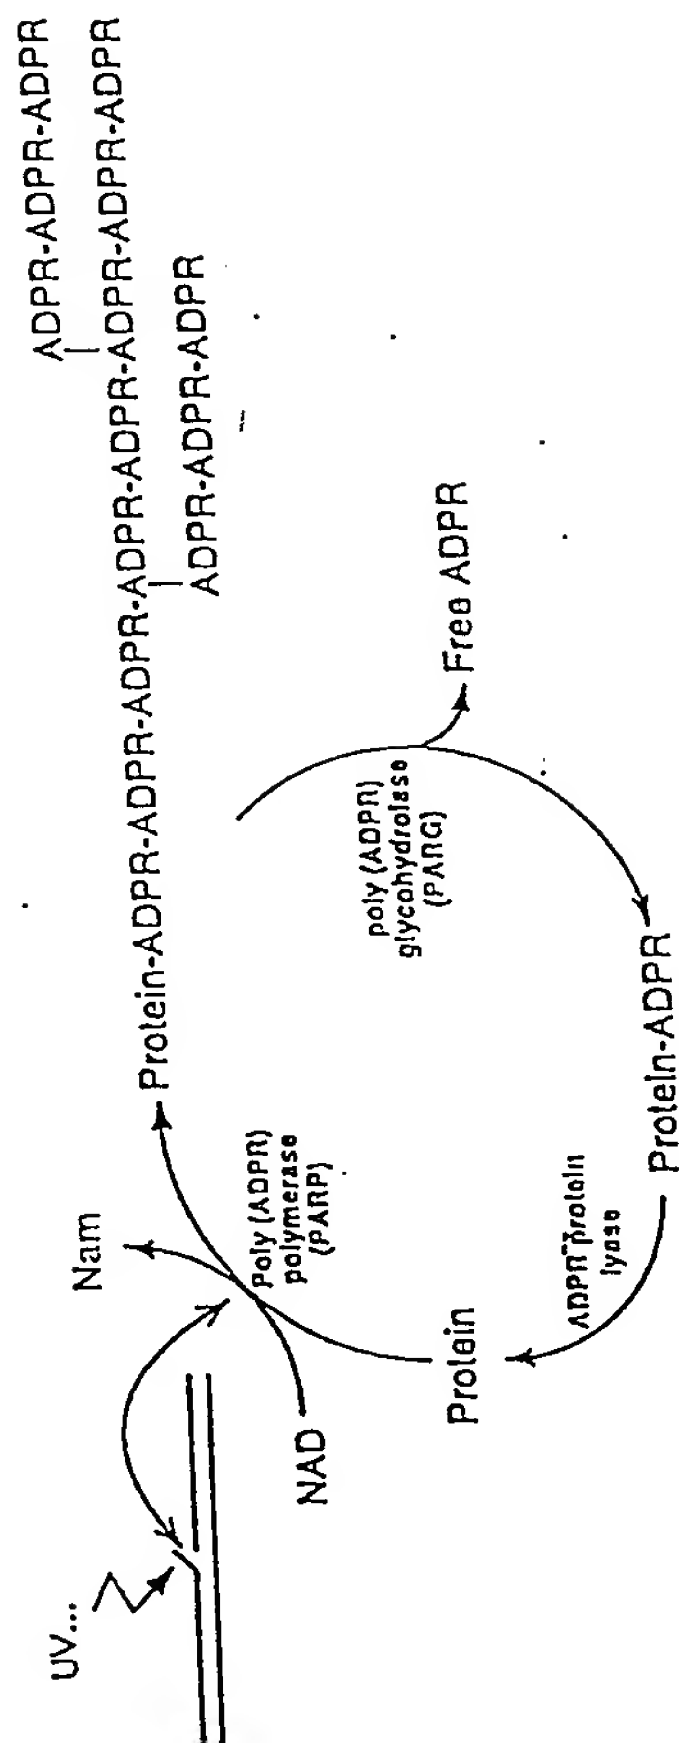 ADPR-ADPR-ADPR
UV...
Nam
Protein-ADPR-ADPR-ADPR-ADPR-ADPR-ADPR-ADPR-ADPR
ADPR-ADPR-ADPR
Poly (ADPR)
polymerase
(PARP)
NAD
poly (ADPR)
glycohydrolase
(PARG)
Free ADPR
Protein
ADPR-protein
lyase
Protein-ADPR